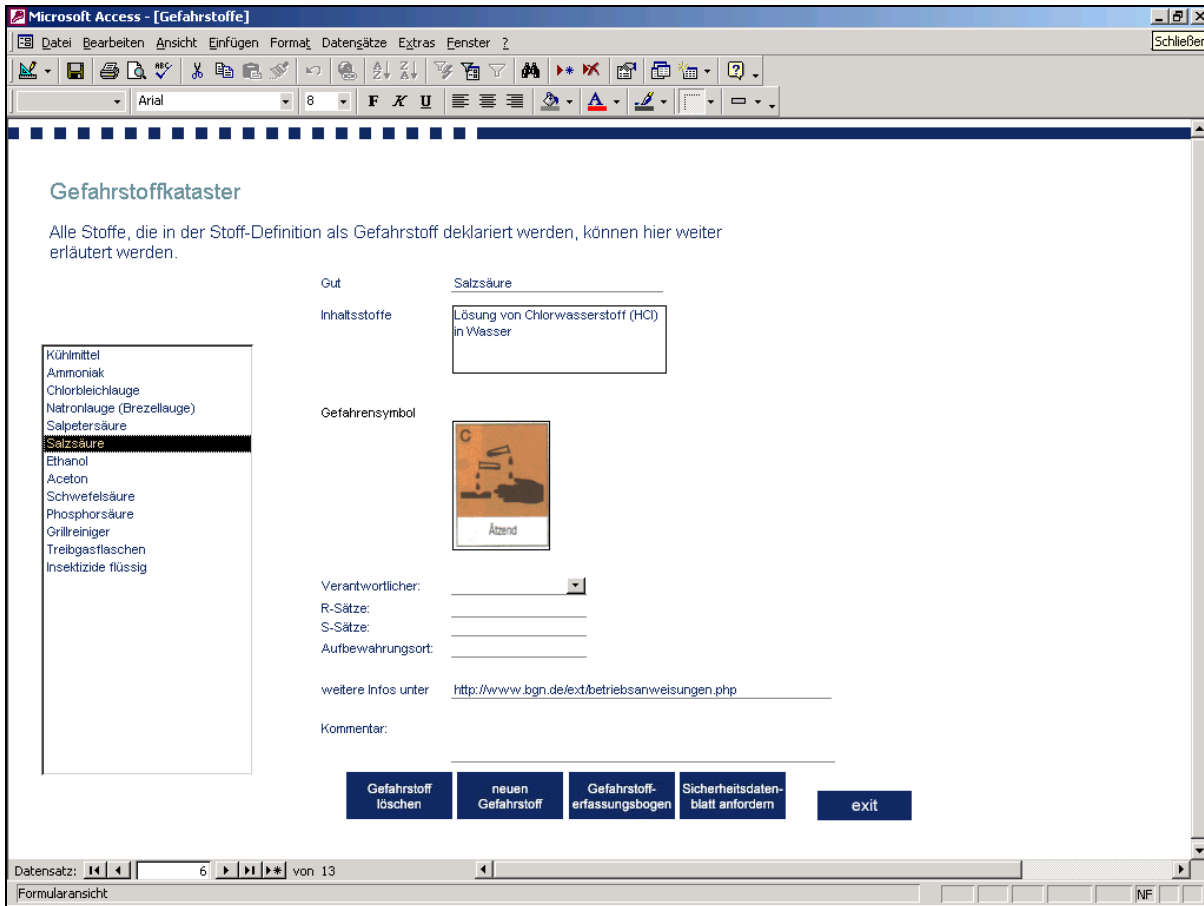 Microsoft Access - [Gefahrstoffe]
Datei Bearbeiten Ansicht Einfügen Format Datensätze Extras Fenster ?
Schließen
Arial 8 F K U
Gefahrstoffkataster
Alle Stoffe, die in der Stoff-Definition als Gefahrstoff deklariert werden, können hier weiter
erläutert werden.
Gut Salzsäure
Inhaltsstoffe Lösung von Chlorwasserstoff (HCl)
in Wasser
Kühlmittel
Ammoniak
Chlorbleichlauge
Natronlauge (Brezellauge)
Salpetersäure
Salzsäure
Ethanol
Aceton
Schwefelsäure
Phosphorsäure
Grillreiniger
Treibgasflaschen
Insektizide flüssig
Gefahrensymbol
C
Ätzend
Verantwortlicher:
R-Sätze:
S-Sätze:
Aufbewahrungsort:
weitere Infos unter http://www.bgn.de/ext/betriebsanweisungen.php
Kommentar:
Gefahrstoff
löschen
neuen
Gefahrstoff
Gefahrstoff-
erfassungsbogen
Sicherheitsdaten-
blatt anfordern
exit
Datensatz: 6 von 13
Formularansicht NF